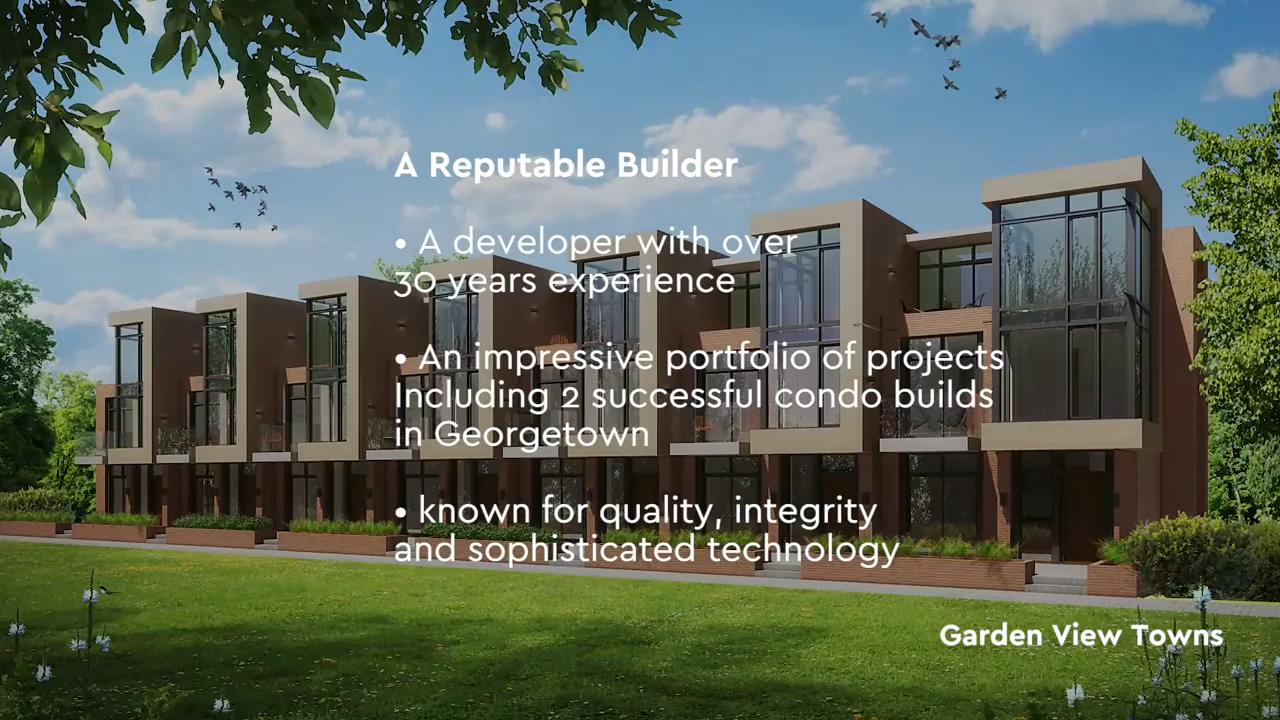 A Reputable Builder
• A developer with over
30 years experience
• An impressive portfolio of projects
Including 2 successful condo builds
in Georgetown
• known for quality, integrity
and sophisticated technology
Garden View Towns